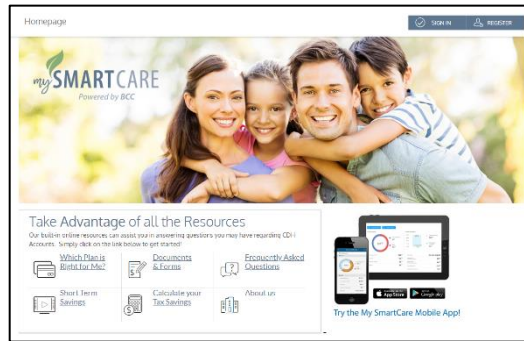 Homepage
SIGN IN
REGISTER
mySMARTCARE
Powered by BCC
Take Advantage of all the Resources
Our built-in online resources can assist you in answering questions you may have regarding CDH
Accounts. Simply click on the link below to get started!
Which Plan is
Right for Me?
Documents
& Forms
Frequently Asked
Questions
Short Term
Savings
Calculate your
Tax Savings
About us
App Store
Google play
Try the My SmartCare Mobile App!